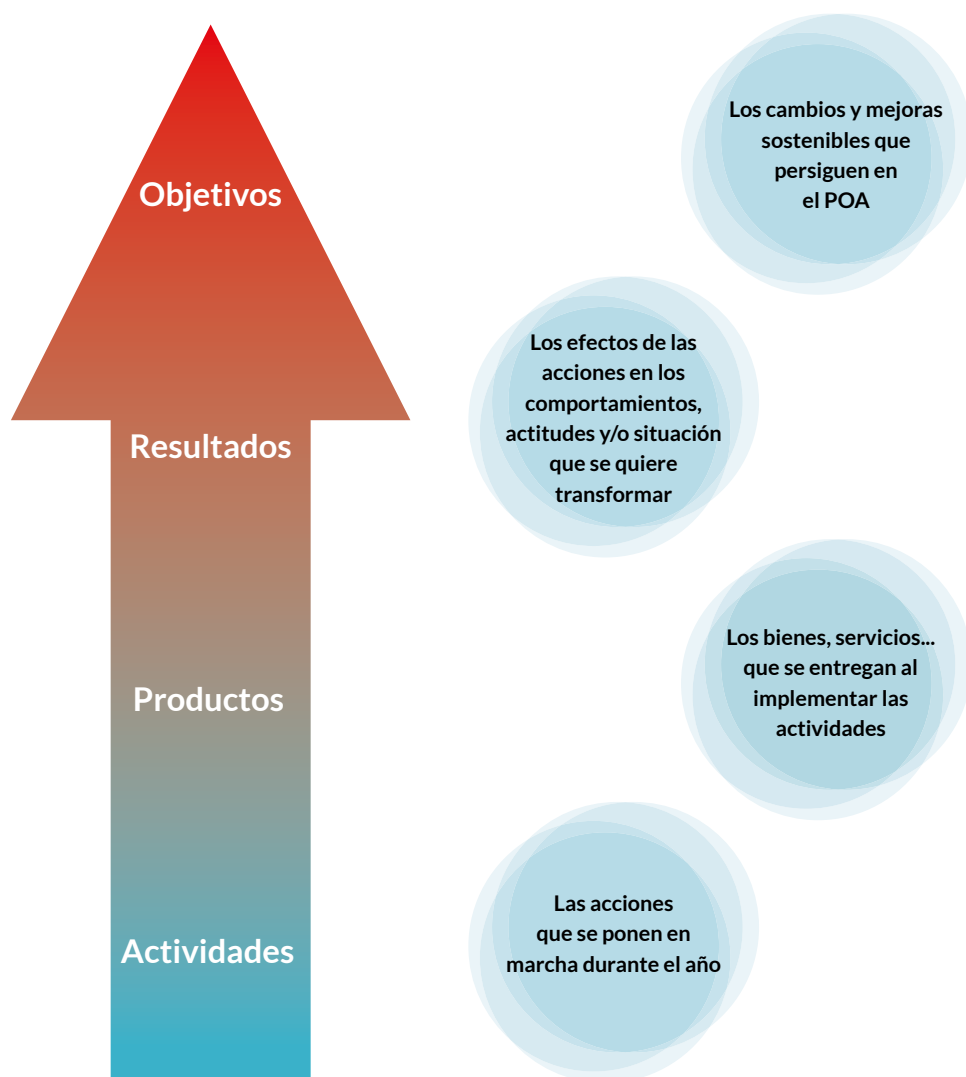 Objetivos
Los cambios y mejoras
sostenibles que
persiguen en
el POA
Resultados
Los efectos de las
acciones en los
comportamientos,
actitudes y/o situación
que se quiere
transformar
Productos
Los bienes, servicios...
que se entregan al
implementar las
actividades
Actividades
Las acciones
que se ponen en
marcha durante el año